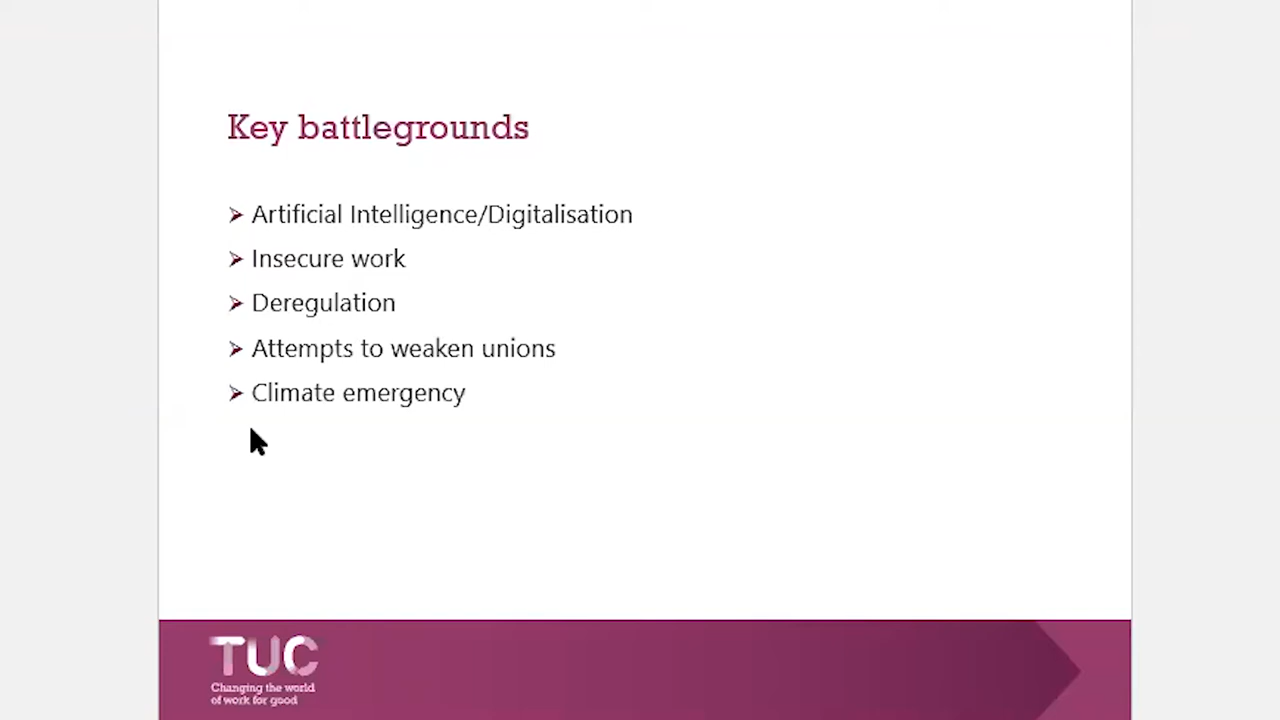 Key battlegrounds
Artificial Intelligence/Digitalisation
Insecure work
Deregulation
Attempts to weaken unions
Climate emergency
TUC
Changing the world
of work for good